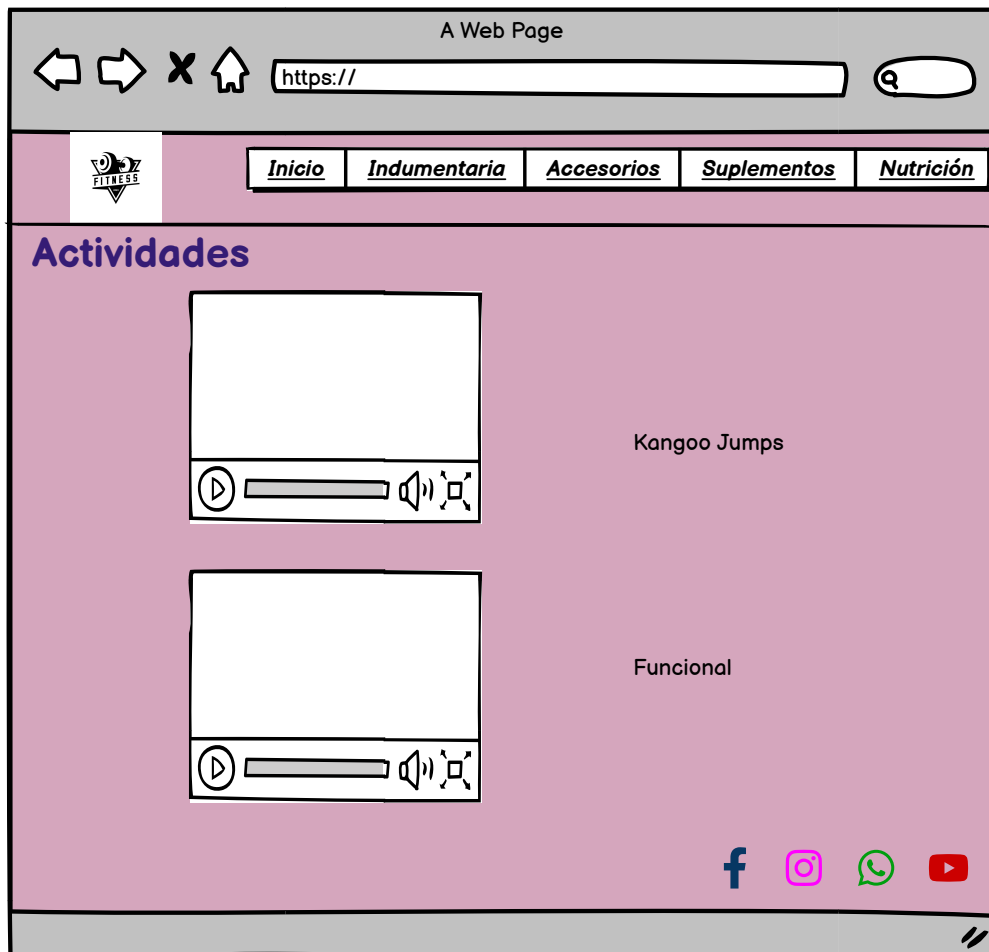 A Web Page
https://
FITNESS
Inicio
Indumentaria
Accesorios
Suplementos
Nutrición
Actividades
Kangoo Jumps
Funcional